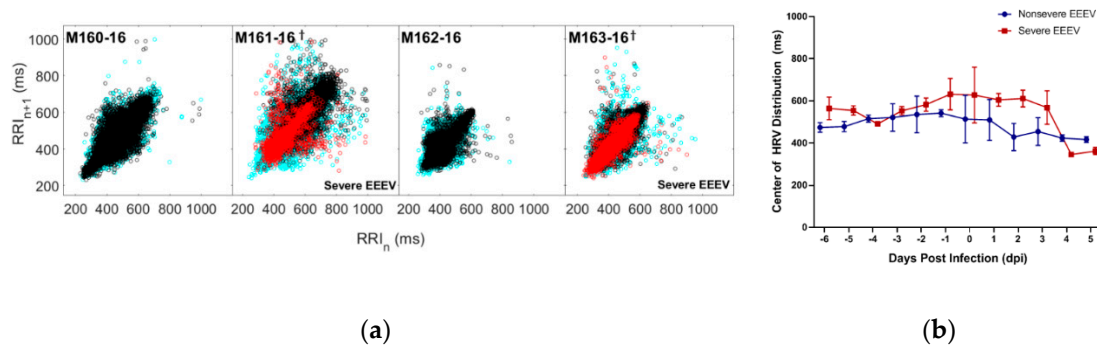 M160-16
M161-16 †
M162-16
M163-16†
1000
800
600
400
200
RRIn+1 (ms)
Severe EEEV
Severe EEEV
200 400 600 800 1000
200 400 600 800 1000
200 400 600 800 1000
200 400 600 800 1000
RRIn (ms)
(a)
Nonsevere EEEV
Severe EEEV
Center of HRV Distribution (ms)
1000
800
600
400
200
0
-6 -5 -4 -3 -2 -1 0 1 2 3 4 5
Days Post Infection (dpi)
(b)